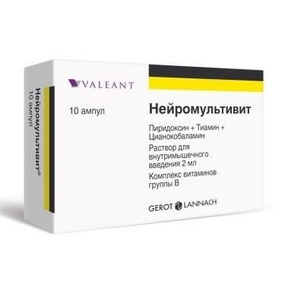 VALEANT
10 ампул
Нейромультивит
Пиридоксин + Тиамин +
Цианокобаламин
Раствор для
внутримышечного
введения 2 мл
Комплекс витаминов
группы В
GEROT LANNACH